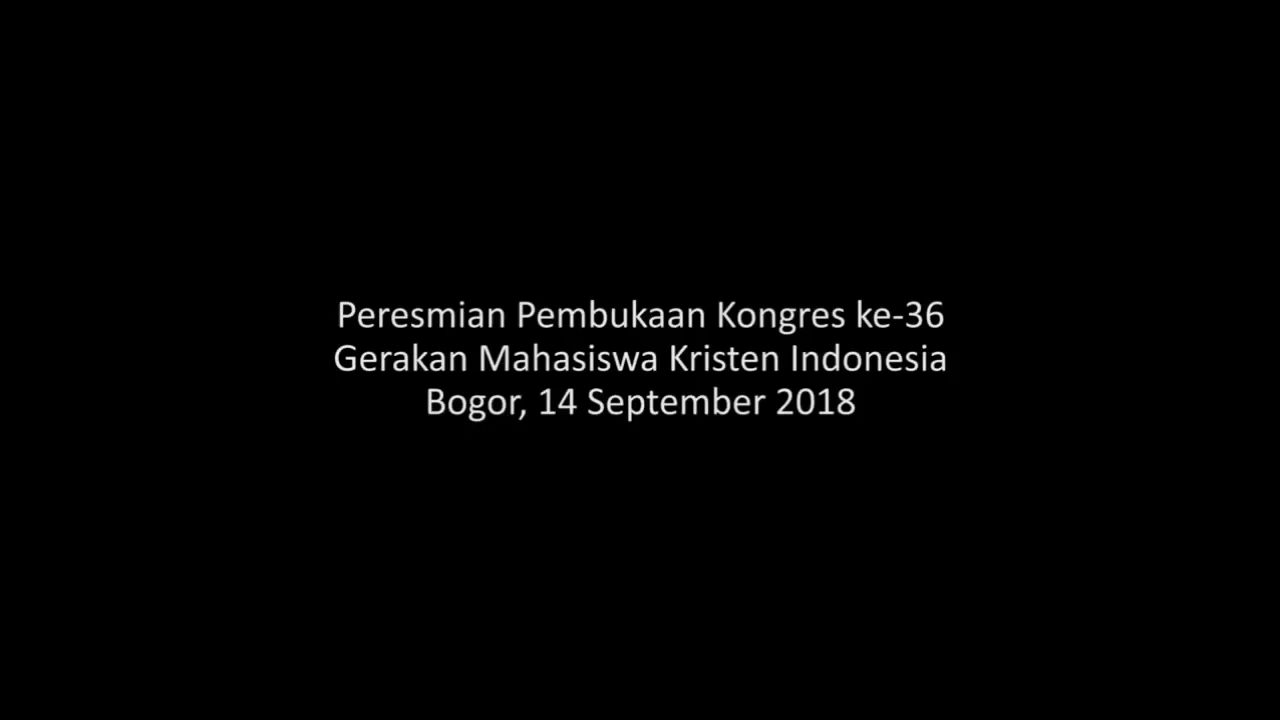 Peresmian Pembukaan Kongres ke-36
Gerakan Mahasiswa Kristen Indonesia
Bogor, 14 September 2018